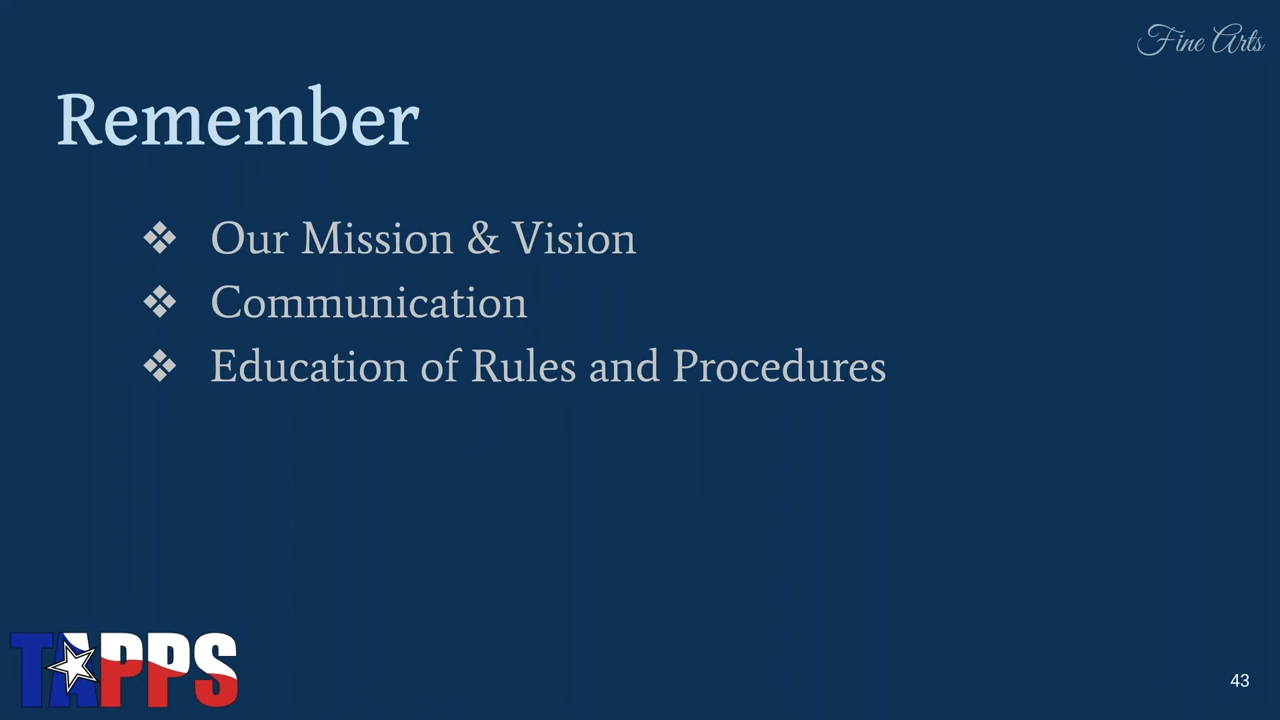 Fine Arts
Remember
❖ Our Mission & Vision
❖ Communication
❖ Education of Rules and Procedures
TAPPS
43